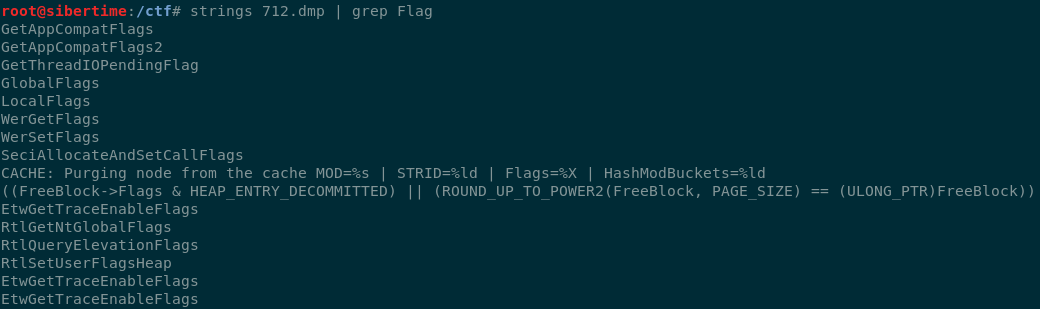 root@sibertime:/ctf# strings 712.dmp | grep Flag
GetAppCompatFlags
GetAppCompatFlags2
GetThreadIOPendingFlag
GlobalFlags
LocalFlags
WerGetFlags
WerSetFlags
SeciAllocateAndSetCallFlags
CACHE: Purging node from the cache MOD=%s | STRID=%ld | Flags=%X | HashModBuckets=%ld
((FreeBlock->Flags & HEAP_ENTRY_DECOMMITTED) || (ROUND_UP_TO_POWER2(FreeBlock, PAGE_SIZE) == (ULONG_PTR)FreeBlock))
EtwGetTraceEnableFlags
RtlGetNtGlobalFlags
RtlQueryElevationFlags
RtlSetUserFlagsHeap
EtwGetTraceEnableFlags
EtwGetTraceEnableFlags